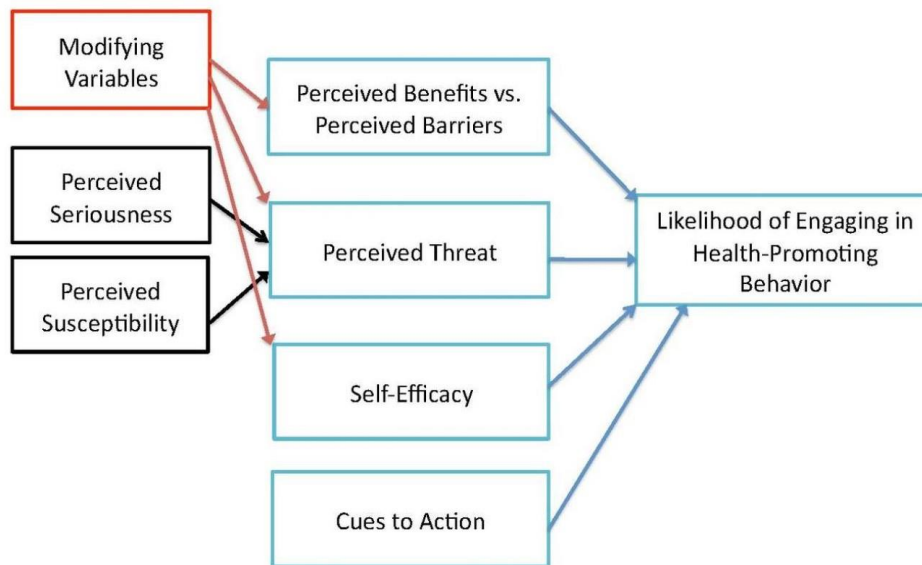 Modifying
Variables
Perceived Benefits vs.
Perceived Barriers
Perceived
Seriousness
Perceived Threat
Likelihood of Engaging in
Health-Promoting
Behavior
Perceived
Susceptibility
Self-Efficacy
Cues to Action